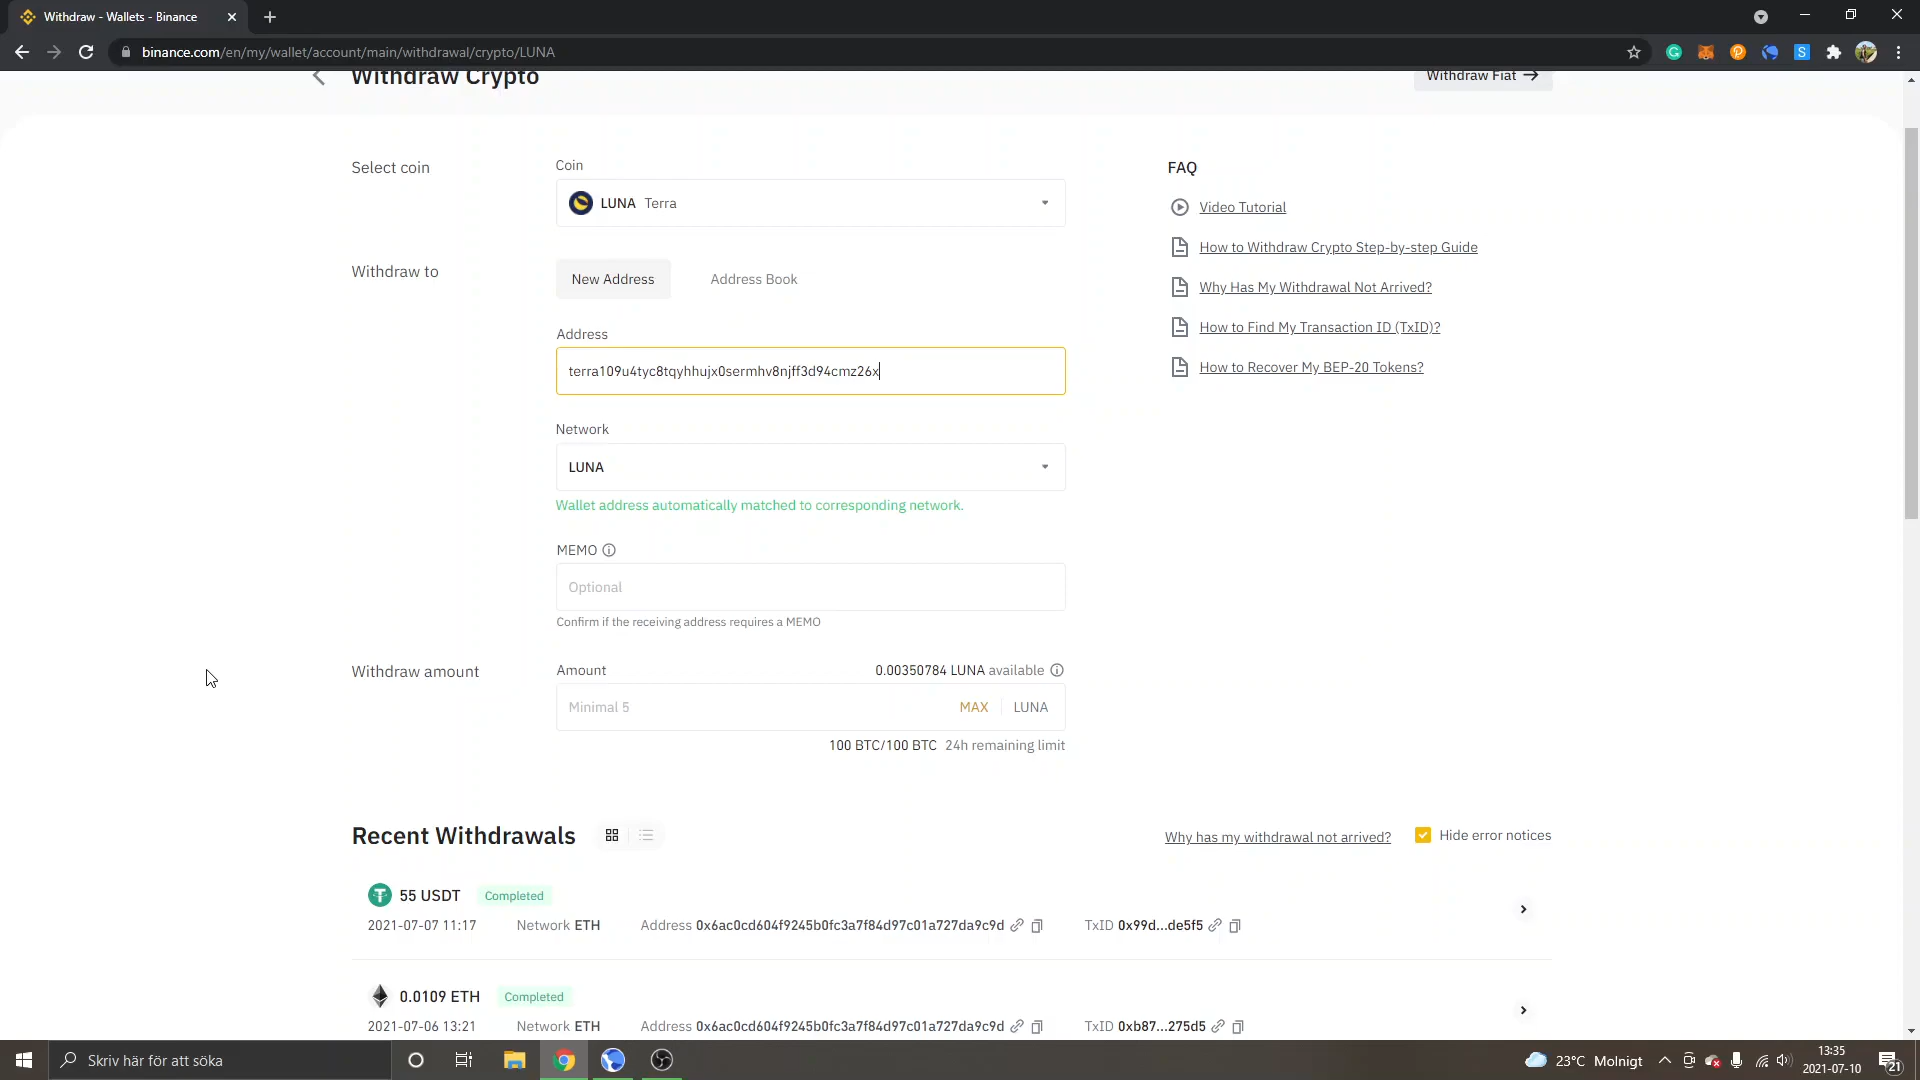 Withdraw - Wallets - Binance
binance.com/en/my/wallet/account/main/withdrawal/crypto/LUNA
Withdraw Crypto
Withdraw Fiat →
Select coin
Coin
LUNA Terra
Withdraw to
New Address
Address Book
Address
terra109u4tyc8tqyhhujx0sermhv8njff3d94cmz26x
Network
LUNA
Wallet address automatically matched to corresponding network.
MEMO
Optional
Confirm if the receiving address requires a MEMO
Withdraw amount
Amount
0.00350784 LUNA available
Minimal 5
MAX
LUNA
100 BTC/100 BTC 24h remaining limit
FAQ
Video Tutorial
How to Withdraw Crypto Step-by-step Guide
Why Has My Withdrawal Not Arrived?
How to Find My Transaction ID (TxID)?
How to Recover My BEP-20 Tokens?
Recent Withdrawals
Why has my withdrawal not arrived?
Hide error notices
55 USDT Completed
2021-07-07 11:17 Network ETH Address 0x6ac0cd604f9245b0fc3a7f84d97c01a727da9c9d TxID 0x99d...de5f5
0.0109 ETH Completed
2021-07-06 13:21 Network ETH Address 0x6ac0cd604f9245b0fc3a7f84d97c01a727da9c9d TxID 0xb87...275d5
Skriv här för att söka
23°C Molnigt
13:35
2021-07-10
21